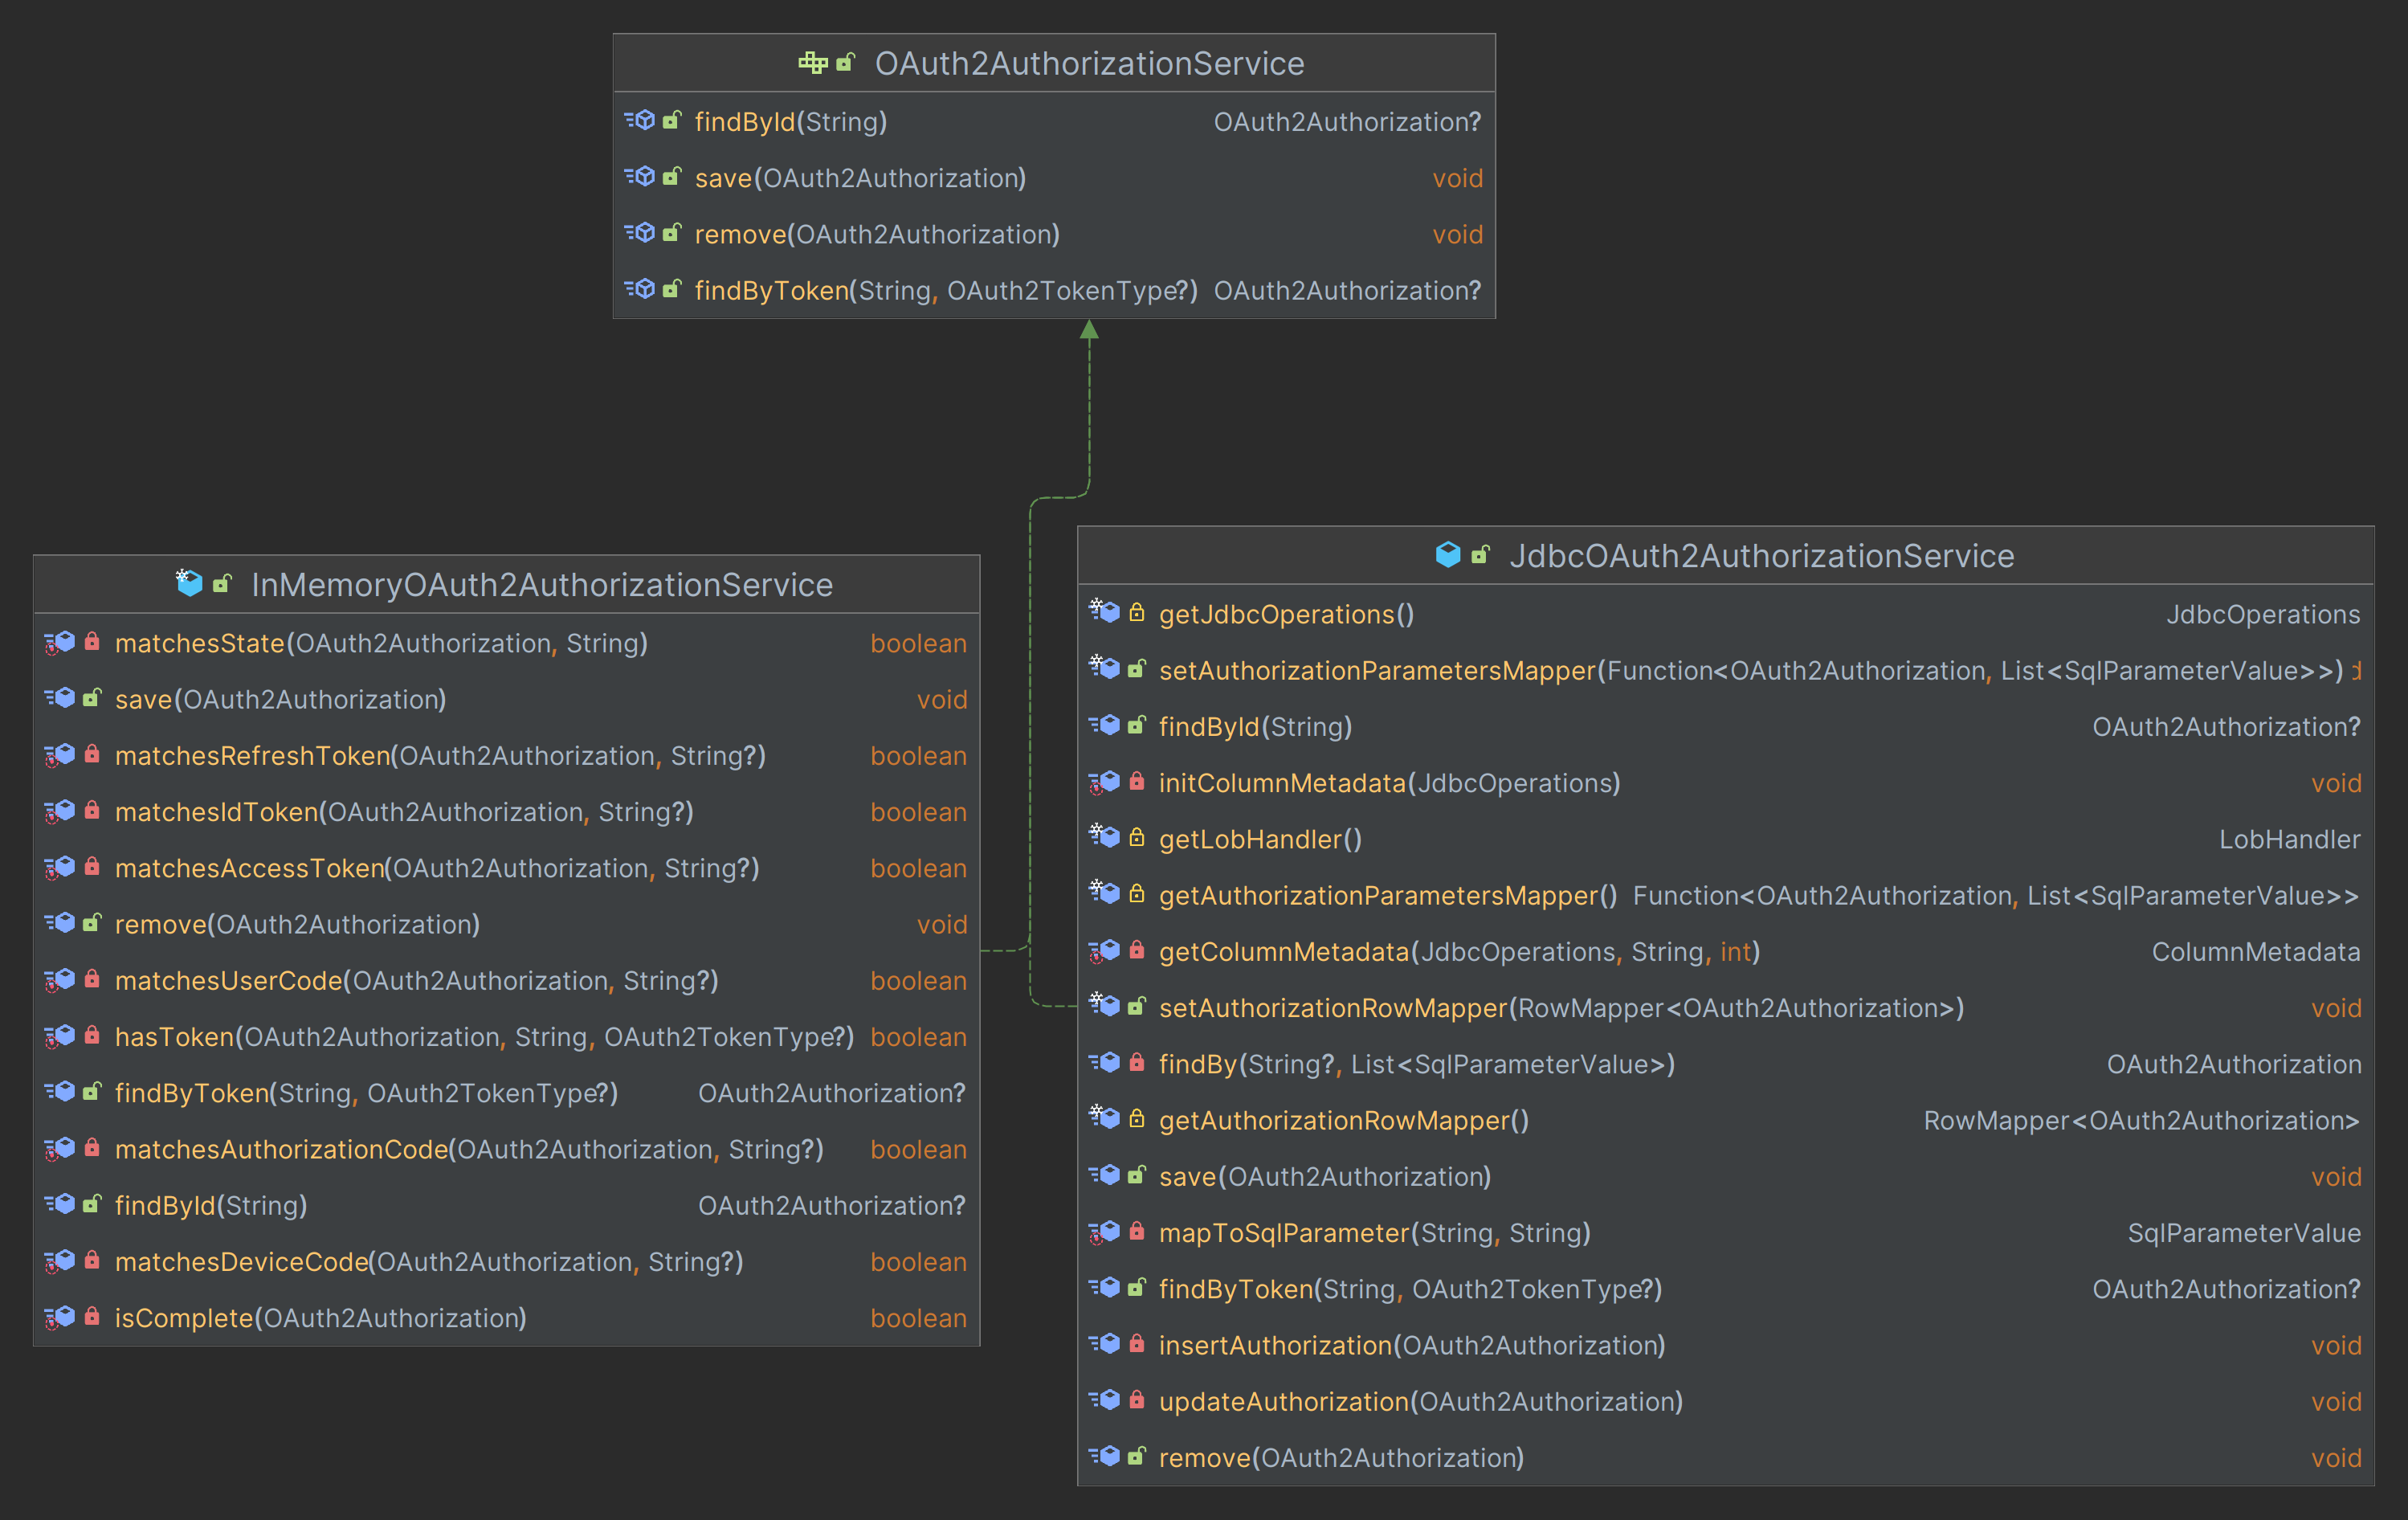 OAuth2AuthorizationService
findById(String) OAuth2Authorization?
save(OAuth2Authorization) void
remove(OAuth2Authorization) void
findByToken(String, OAuth2TokenType?) OAuth2Authorization?
InMemoryOAuth2AuthorizationService
matchesState(OAuth2Authorization, String) boolean
save(OAuth2Authorization) void
matchesRefreshToken(OAuth2Authorization, String?) boolean
matchesIdToken(OAuth2Authorization, String?) boolean
matchesAccessToken(OAuth2Authorization, String?) boolean
remove(OAuth2Authorization) void
matchesUserCode(OAuth2Authorization, String?) boolean
hasToken(OAuth2Authorization, String, OAuth2TokenType?) boolean
findByToken(String, OAuth2TokenType?) OAuth2Authorization?
matchesAuthorizationCode(OAuth2Authorization, String?) boolean
findById(String) OAuth2Authorization?
matchesDeviceCode(OAuth2Authorization, String?) boolean
isComplete(OAuth2Authorization) boolean
JdbcOAuth2AuthorizationService
getJdbcOperations() JdbcOperations
setAuthorizationParametersMapper(Function<OAuth2Authorization, List<SqlParameterValue>>) d
findById(String) OAuth2Authorization?
initColumnMetadata(JdbcOperations) void
getLobHandler() LobHandler
getAuthorizationParametersMapper() Function<OAuth2Authorization, List<SqlParameterValue>>
getColumnMetadata(JdbcOperations, String, int) ColumnMetadata
setAuthorizationRowMapper(RowMapper<OAuth2Authorization>) void
findBy(String?, List<SqlParameterValue>) OAuth2Authorization
getAuthorizationRowMapper() RowMapper<OAuth2Authorization>
save(OAuth2Authorization) void
mapToSqlParameter(String, String) SqlParameterValue
findByToken(String, OAuth2TokenType?) OAuth2Authorization?
insertAuthorization(OAuth2Authorization) void
updateAuthorization(OAuth2Authorization) void
remove(OAuth2Authorization) void